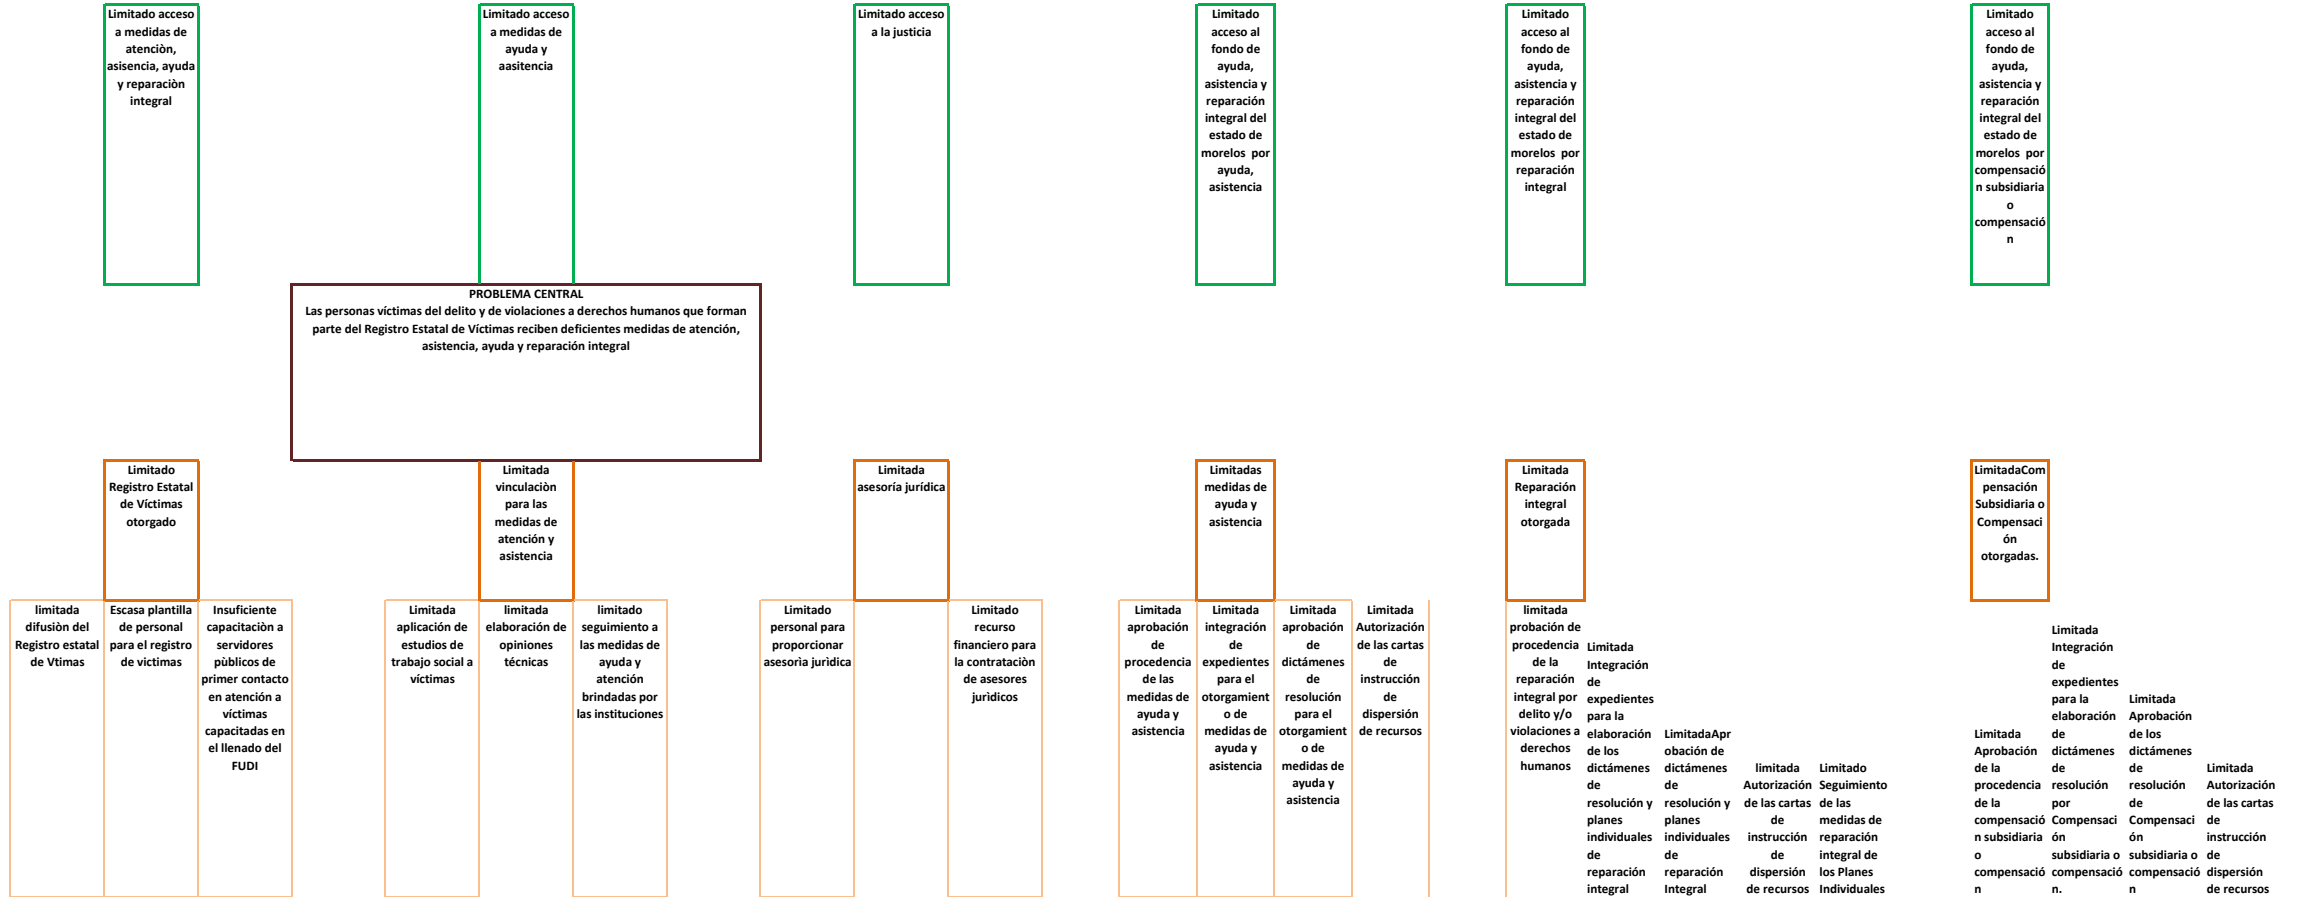 Limitado acceso
a medidas de
atenciòn,
asisencia, ayuda
y reparaciòn
integral
Limitado acceso
a medidas de
ayuda y
aasitencia
Limitado acceso
a la justicia
Limitado
acceso al
fondo de
ayuda,
asistencia y
reparación
integral del
estado de
morelos por
ayuda,
asistencia
Limitado
acceso al
fondo de
ayuda,
asistencia y
reparación
integral del
estado de
morelos por
reparación
integral
Limitado
acceso al
fondo de
ayuda,
asistencia y
reparación
integral del
estado de
morelos por
compensació
n subsidiaria
o
compensació
n
PROBLEMA CENTRAL
Las personas víctimas del delito y de violaciones a derechos humanos que forman
parte del Registro Estatal de Víctimas reciben deficientes medidas de atención,
asistencia, ayuda y reparación integral
Limitado
Registro Estatal
de Víctimas
otorgado
Limitada
vinculaciòn
para las
medidas de
atención y
asistencia
Limitada
asesoría jurídica
Limitadas
medidas de
ayuda y
asistencia
Limitada
Reparación
integral
otorgada
LimitadaCom
pensación
Subsidiaria o
Compensaci
ón
otorgadas.
limitada
difusiòn del
Registro estatal
de Vtimas
Escasa plantilla
de personal
para el registro
de victimas
Insuficiente
capacitaciòn a
servidores
pùblicos de
primer contacto
en atención a
víctimas
capacitadas en
el llenado del
FUDI
Limitada
aplicación de
estudios de
trabajo social a
víctimas
limitada
elaboración de
opiniones
técnicas
limitado
seguimiento a
las medidas de
ayuda y
atención
brindadas por
las instituciones
Limitado
personal para
proporcionar
asesorìa jurìdica
Limitado
recurso
financiero para
la contrataciòn
de asesores
jurìdicos
Limitada
aprobación
de
procedencia
de las
medidas de
ayuda y
asistencia
Limitada
integración
de
expedientes
para el
otorgamient
o de
medidas de
ayuda y
asistencia
Limitada
aprobación
de
dictámenes
de
resolución
para el
otorgamient
o de
medidas de
ayuda y
asistencia
Limitada
Autorización
de las cartas
de
instrucción
de
dispersión
de recursos
limitada
probación de
procedencia
de la
reparación
integral por
delito y/o
violaciones a
derechos
humanos
Limitada
Integración
de
expedientes
para la
elaboración
de los
dictámenes
de
resolución y
planes
individuales
de
reparación
integral
LimitadaApr
obación de
dictámenes
de
resolución y
planes
individuales
de
reparación
Integral
limitada
Autorización
de las cartas
de
instrucción
de
dispersión
de recursos
Limitado
Seguimiento
de las
medidas de
reparación
integral de
los Planes
Individuales
Limitada
Aprobación
de la
procedencia
de la
compensació
n subsidiaria
o
compensació
n
Limitada
Integración
de
expedientes
para la
elaboración
de
dictámenes
de
resolución
por
Compensaci
ón
subsidiaria o
compensació
n.
Limitada
Aprobación
de los
dictámenes
de
resolución
de
Compensaci
ón
subsidiaria o
compensació
n
Limitada
Autorización
de las cartas
de
instrucción
de
dispersión
de recursos